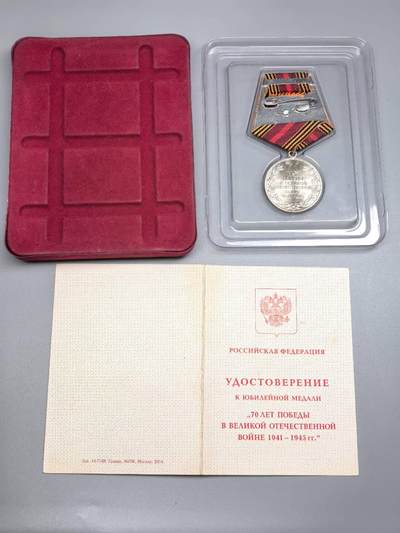 РОССИЙСКАЯ ФЕДЕРАЦИЯ
УДОСТОВЕРЕНИЕ
К ЮБИЛЕЙНОЙ МЕДАЛИ
„70 ЛЕТ ПОБЕДЫ
В ВЕЛИКОЙ ОТЕЧЕСТВЕННОЙ
ВОЙНЕ 1941 – 1945 гг."